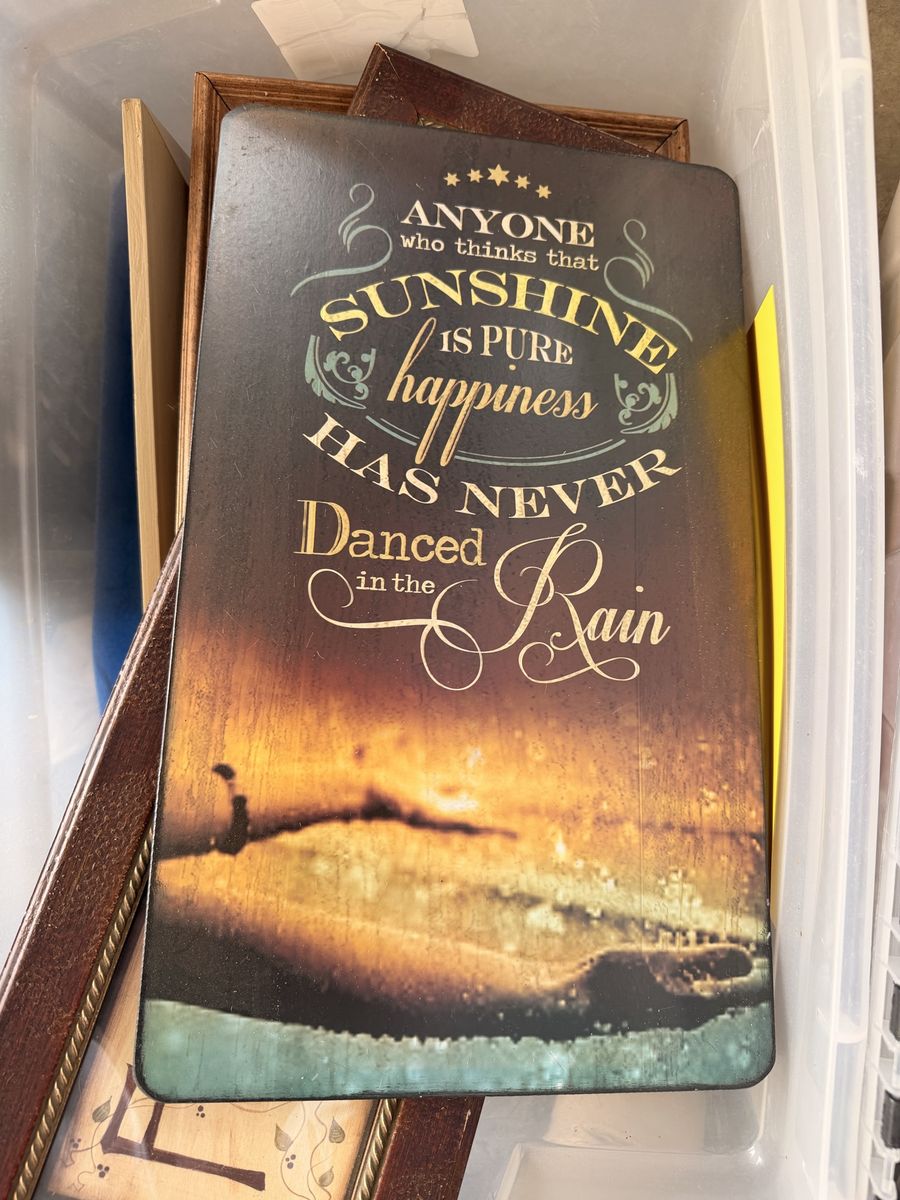 ANYONE
who thinks that
SUNSHINE
IS PURE
happiness
HAS NEVER
Danced
in the
Rain